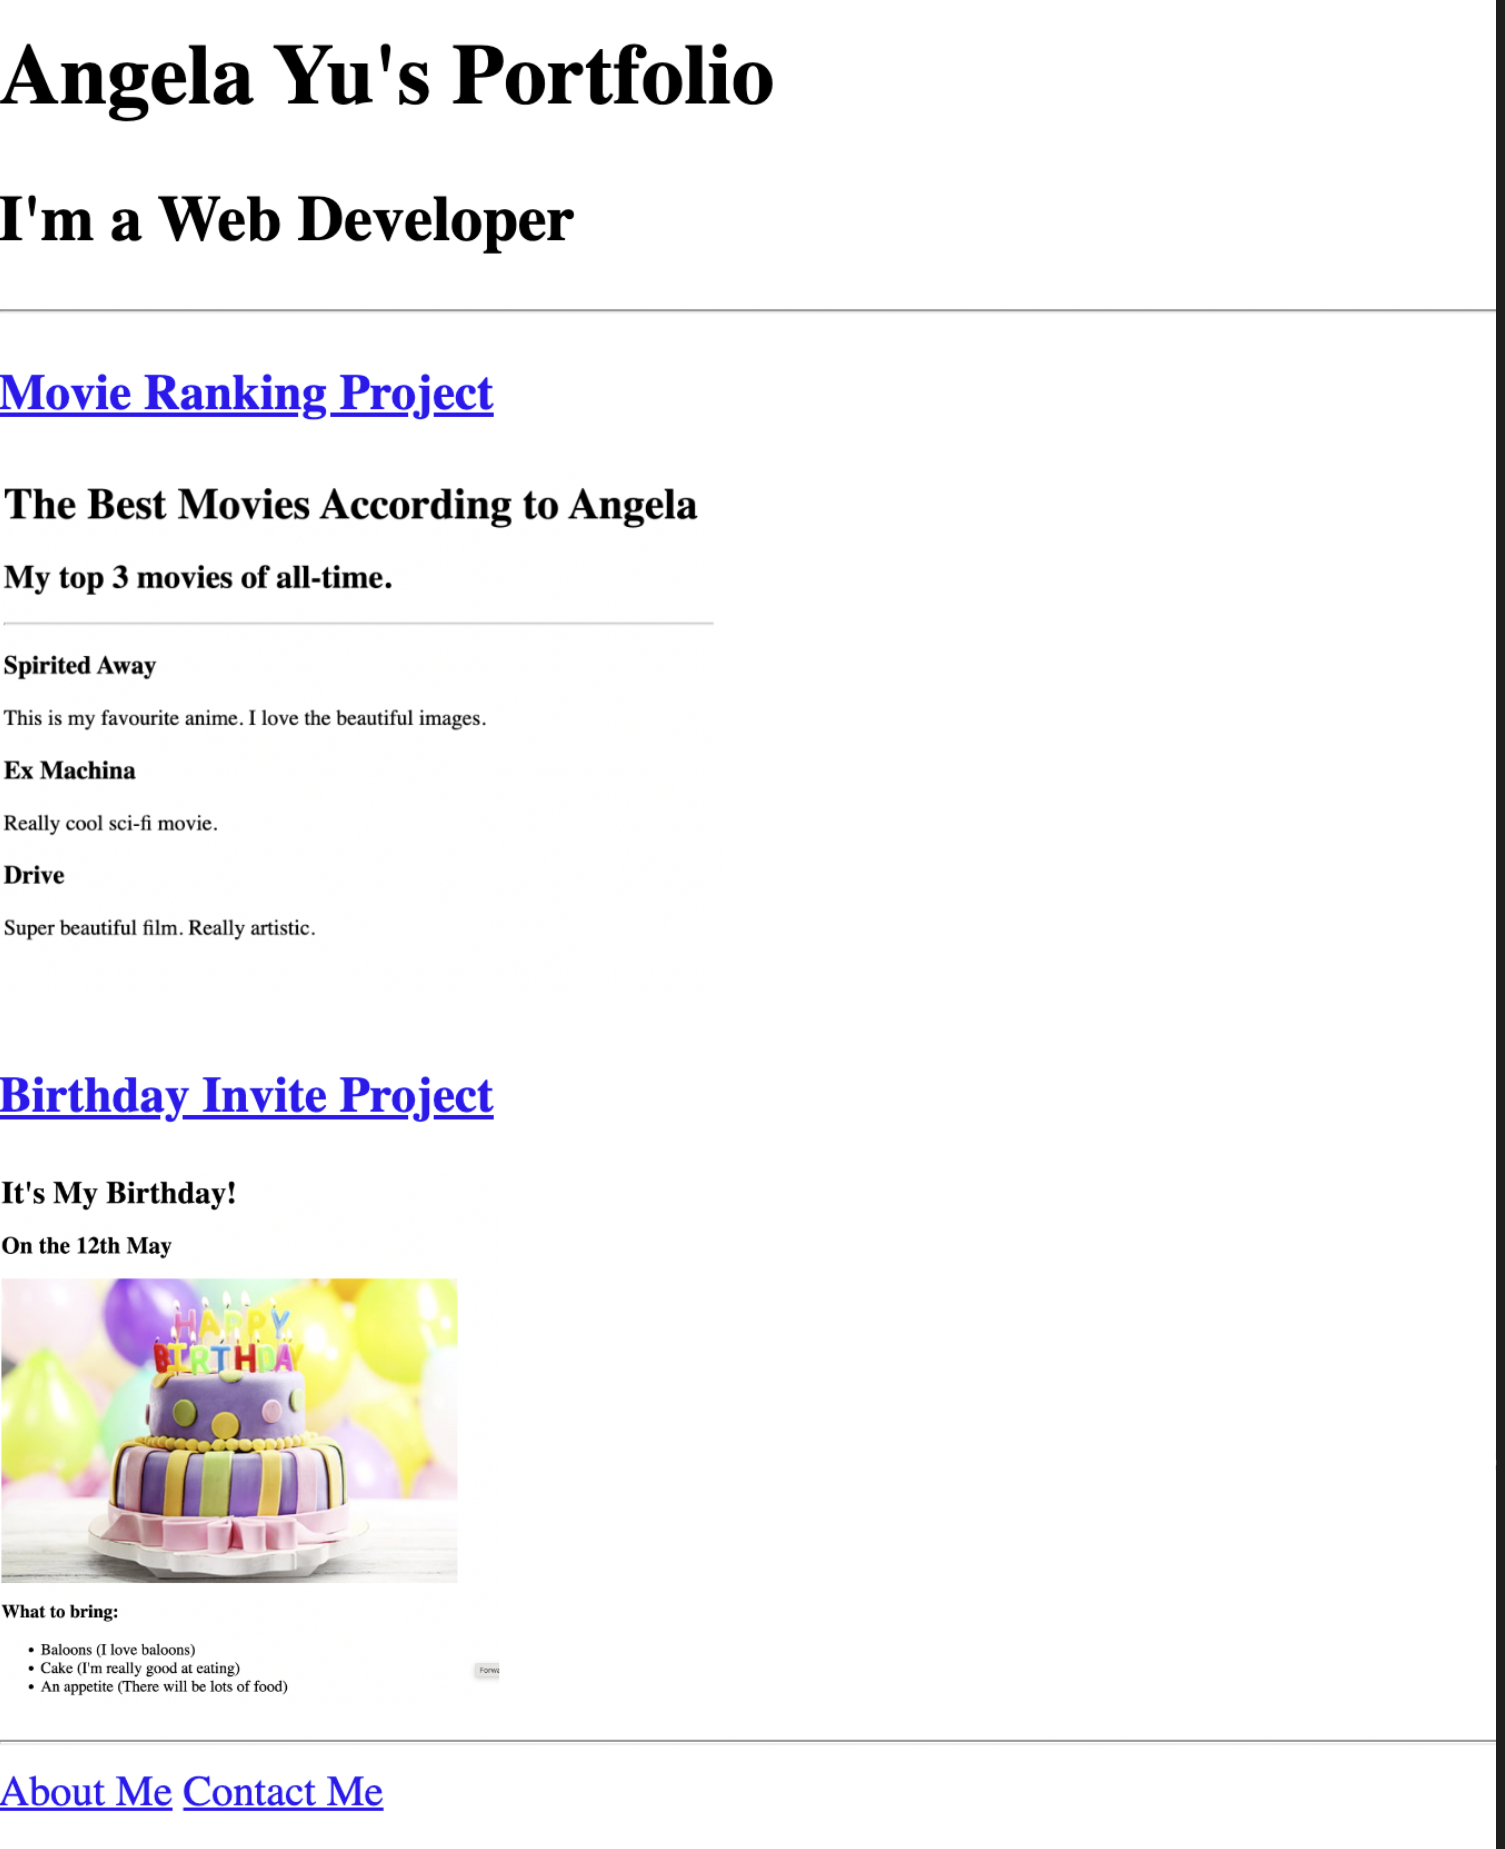 Angela Yu's Portfolio
I'm a Web Developer
Movie Ranking Project
The Best Movies According to Angela
My top 3 movies of all-time.
Spirited Away
This is my favourite anime. I love the beautiful images.
Ex Machina
Really cool sci-fi movie.
Drive
Super beautiful film. Really artistic.
Birthday Invite Project
It's My Birthday!
On the 12th May
HAPPY
BIRTHDAY
What to bring:
• Baloons (I love baloons)
• Cake (I'm really good at eating)
• An appetite (There will be lots of food)
About Me Contact Me